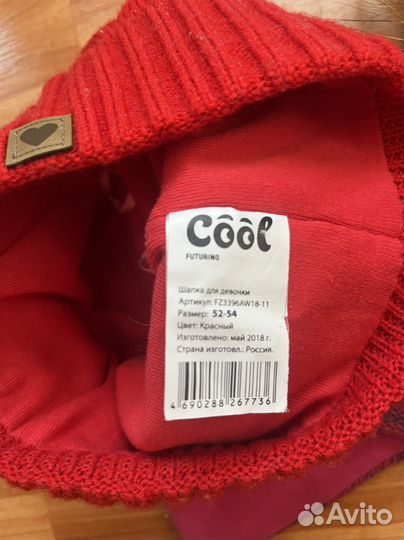 Cool
FUTURINO
Шапка для девочки
Артикул: FZ3396AW18-11
Размер: 52-54
Цвет: Красный
Изготовлено: май 2018 г.
Страна изготовл.: Россия.
4 690288 267736
Avito